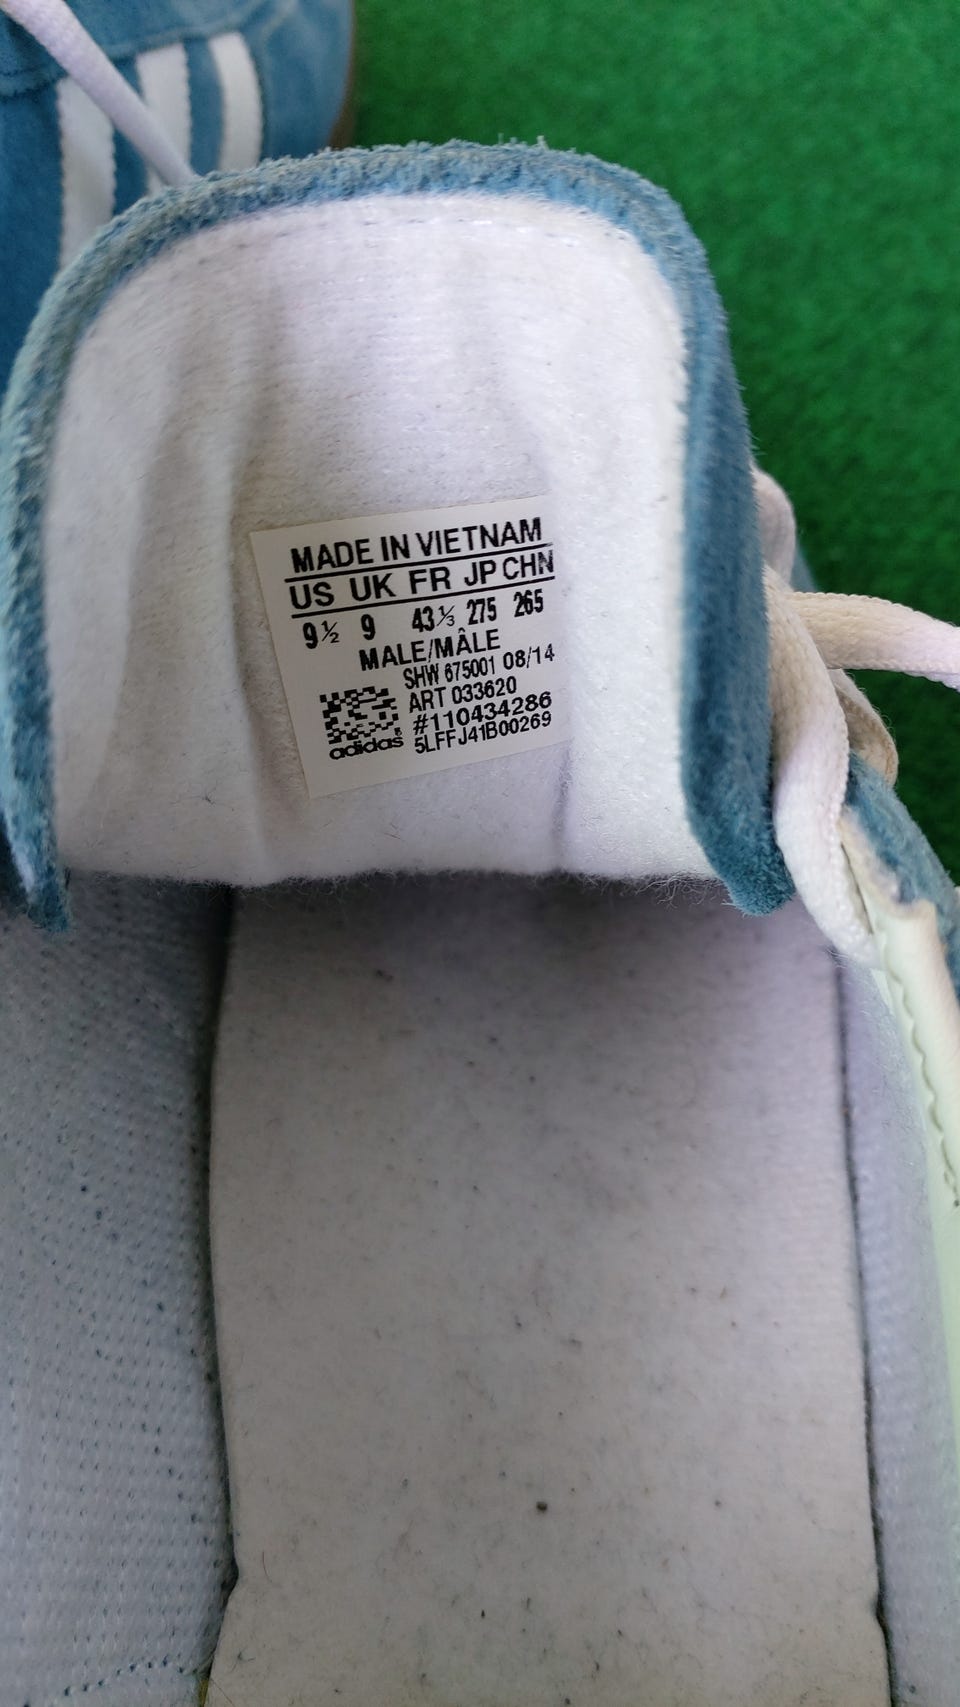 MADE IN VIETNAM
US UK FR JP CHN
9½ 9 43⅓ 275 265
MALE/MÂLE
SHW 675001 08/14
ART 033620
#110434286
adidas® 5LFFJ41B00269